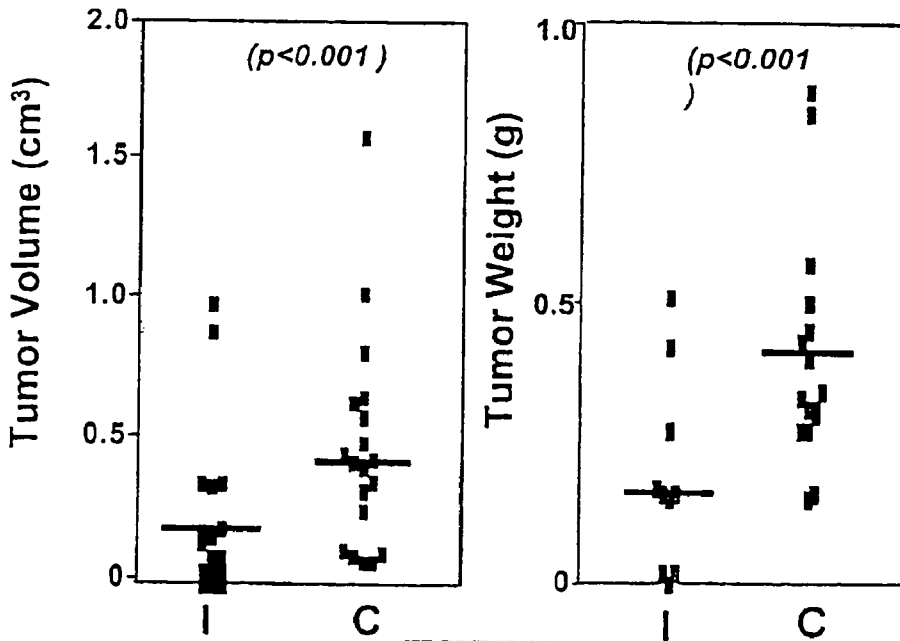 Tumor Volume (cm³)
2.0
1.5
1.0
0.5
0
(p<0.001 )
I
C
Tumor Weight (g)
1.0
0.5
0
(p<0.001
)
I
C